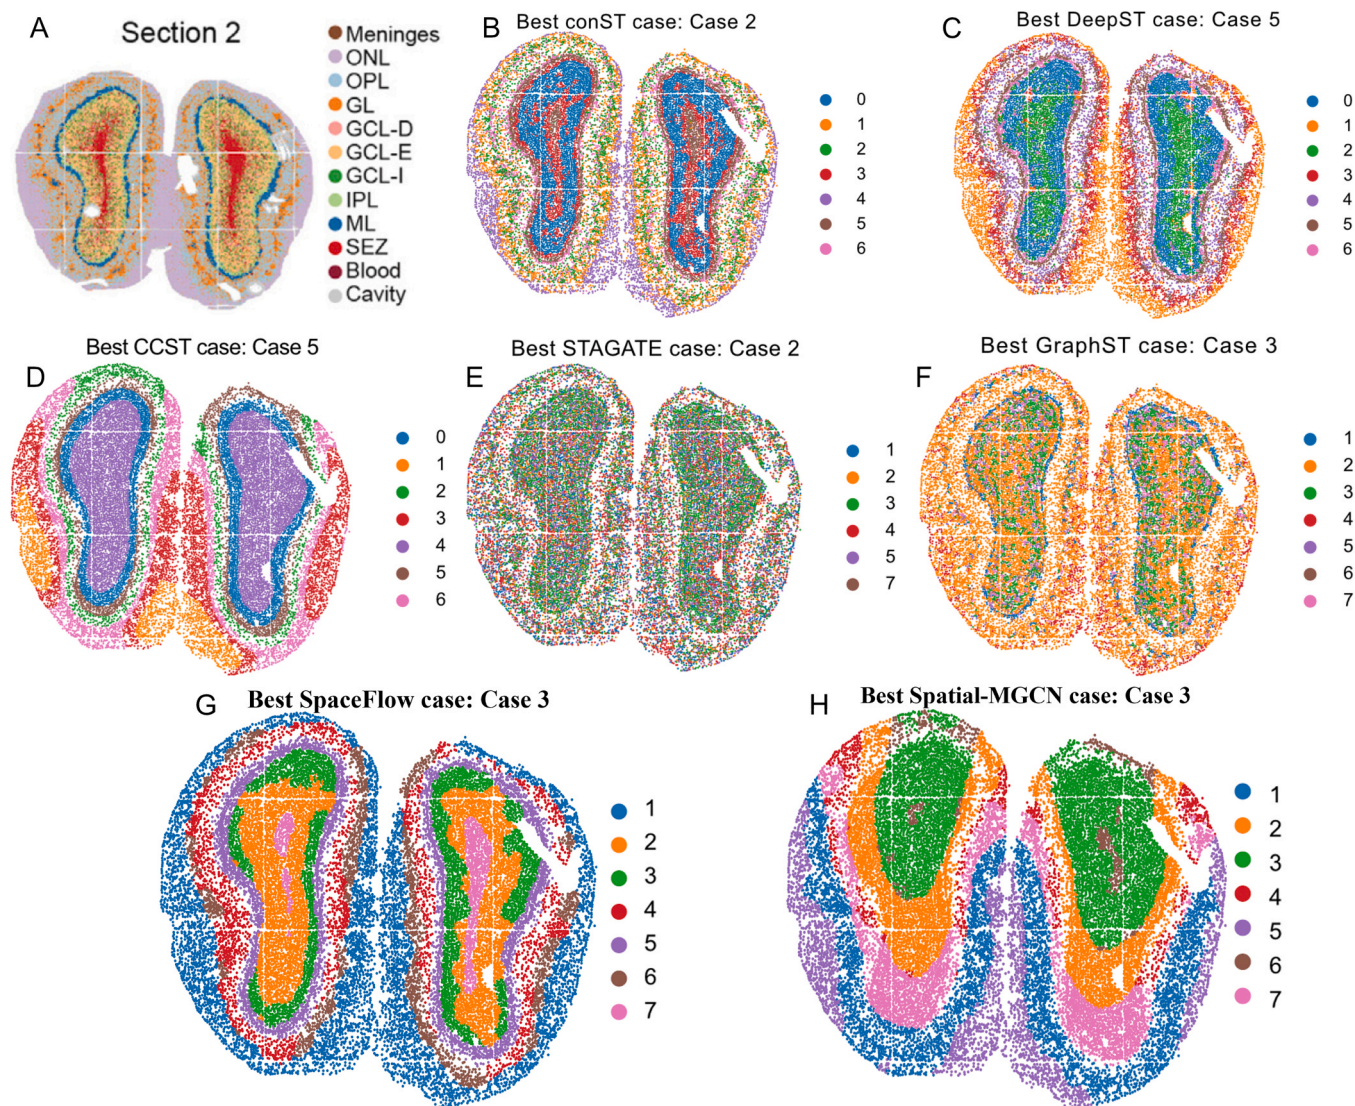 A
Section 2
Meninges
ONL
OPL
GL
GCL-D
GCL-E
GCL-I
IPL
ML
SEZ
Blood
Cavity
B
Best conST case: Case 2
0
1
2
3
4
5
6
C
Best DeepST case: Case 5
0
1
2
3
4
5
6
D
Best CCST case: Case 5
0
1
2
3
4
5
6
E
Best STAGATE case: Case 2
1
2
3
4
5
7
F
Best GraphST case: Case 3
1
2
3
4
5
6
7
G
Best SpaceFlow case: Case 3
1
2
3
4
5
6
7
H
Best Spatial-MGCN case: Case 3
1
2
3
4
5
6
7